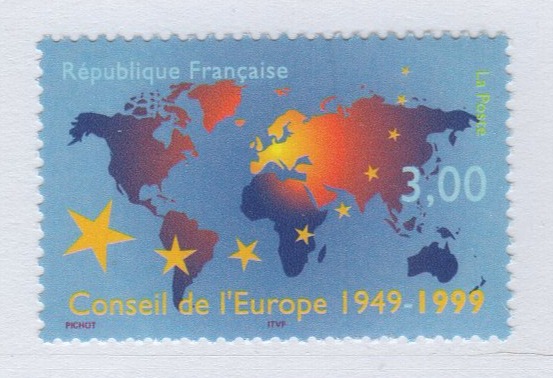 République Française
La Poste
3,00
Conseil de l'Europe 1949-1999
PICHOT
ITVF